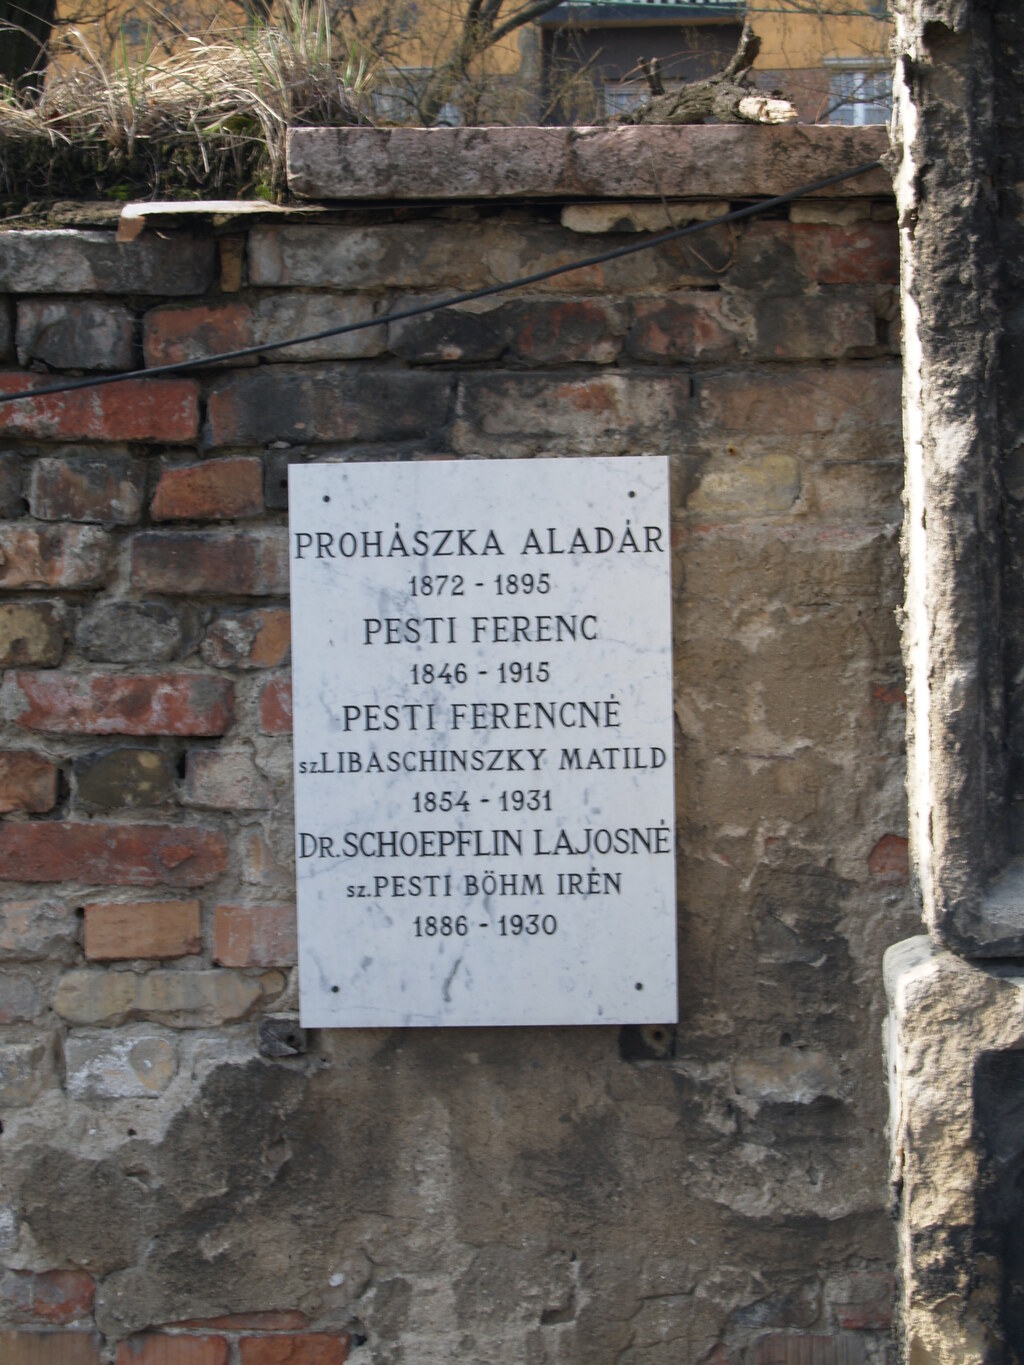 PROHÁSZKA ALADÁR
1872 - 1895
PESTI FERENC
1846 - 1915
PESTI FERENCNÉ
SZ.LIBASCHINSZKY MATILD
1854 - 1931
DR.SCHOEPFLIN LAJOSNÉ
SZ.PESTI BÖHM IRÉN
1886 - 1930